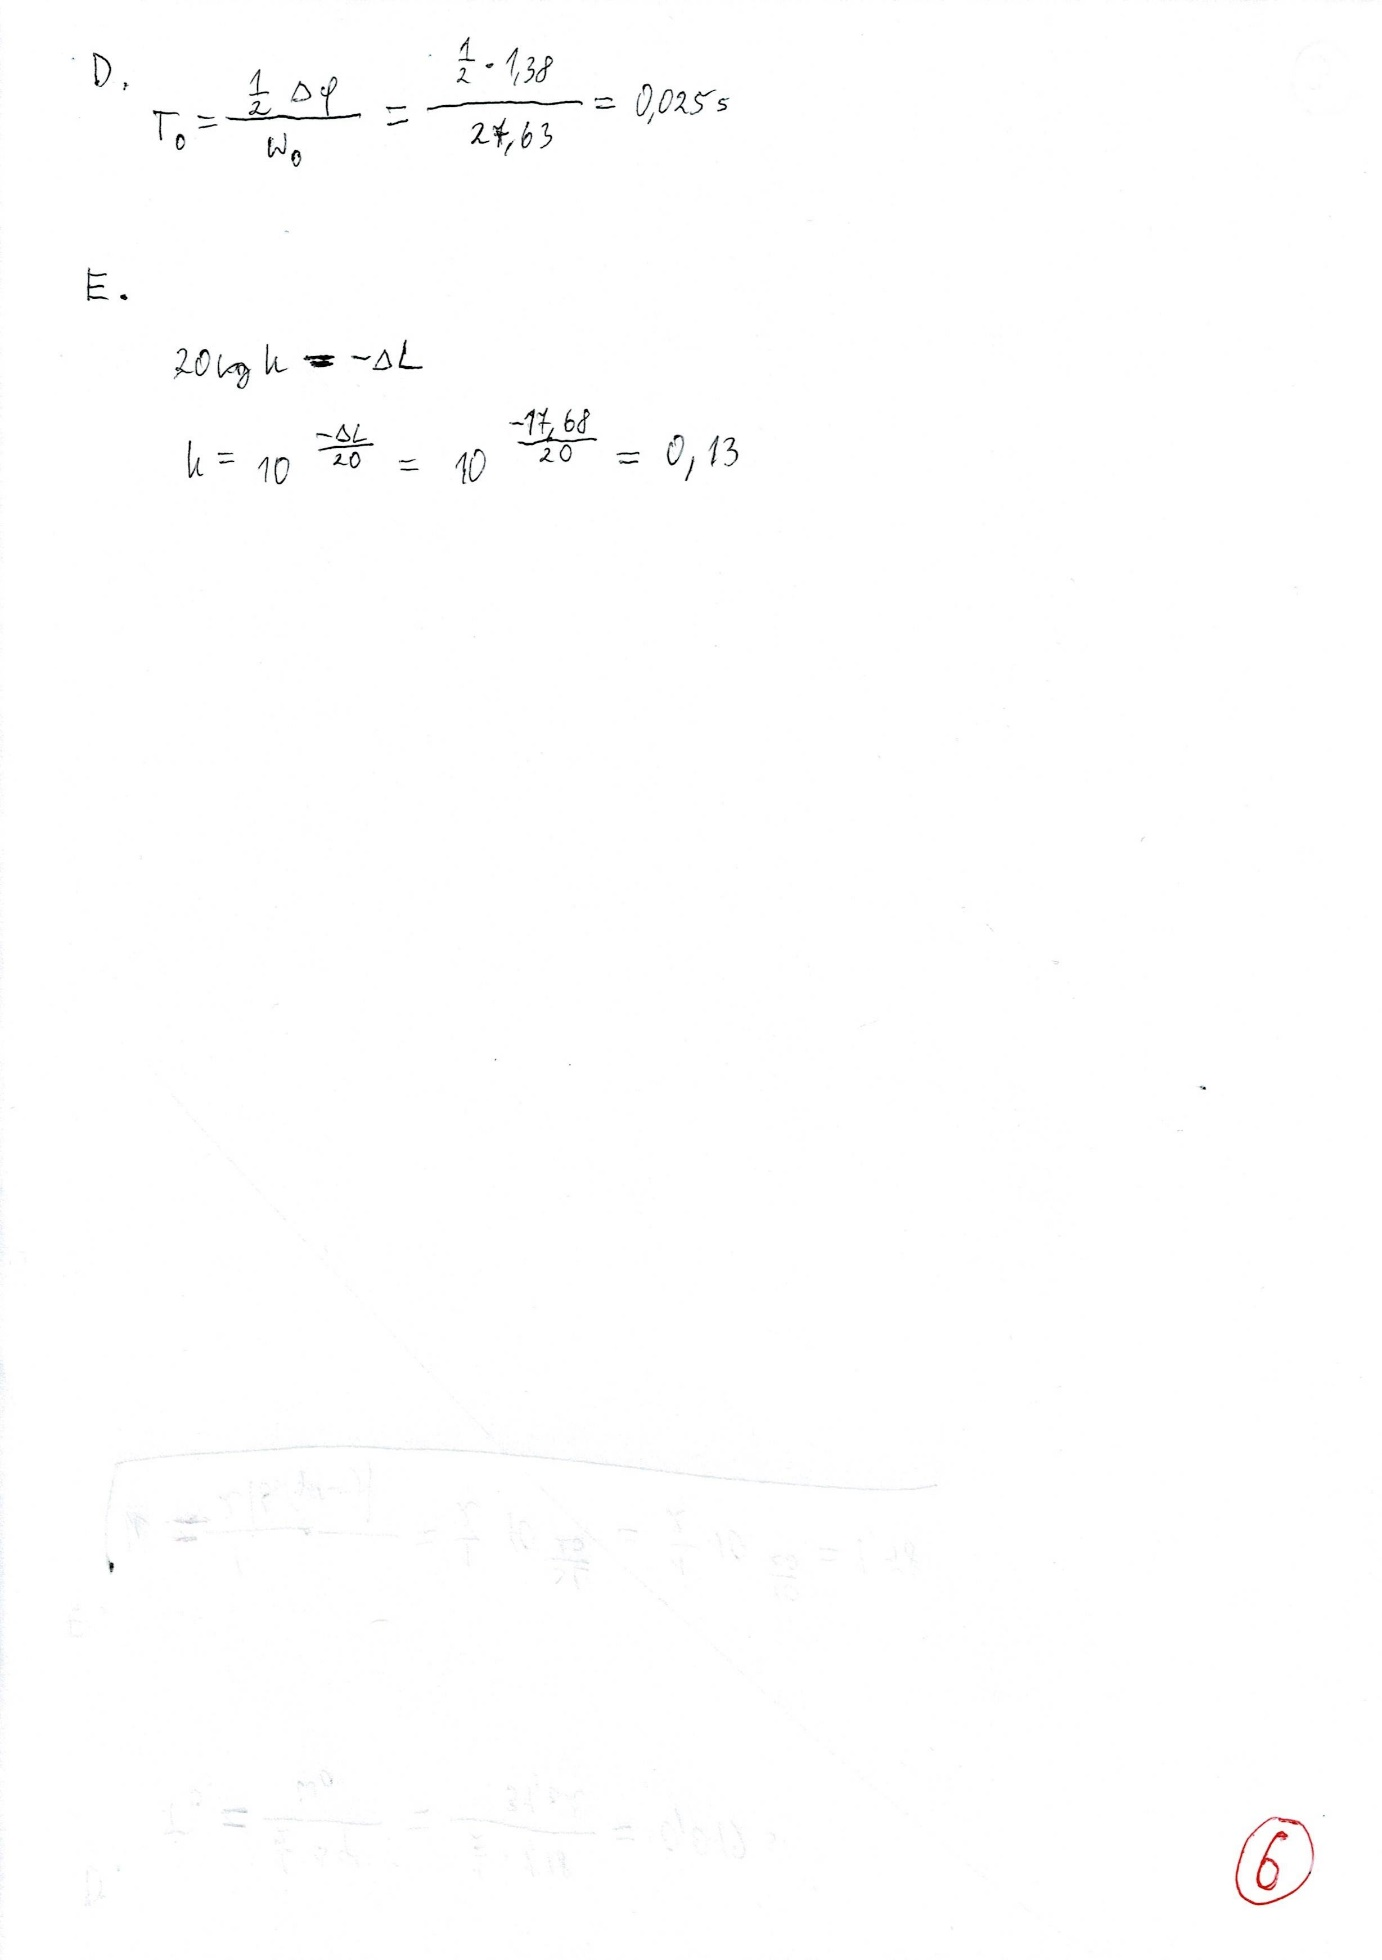 D.
T₀ = (1/2 Δφ)/ω₀ = (1/2 · 1,38)/27,63 = 0,025 s
E.
20 log k = -ΔL
k = 10^(-ΔL/20) = 10^(-17,68/20) = 0,13
6